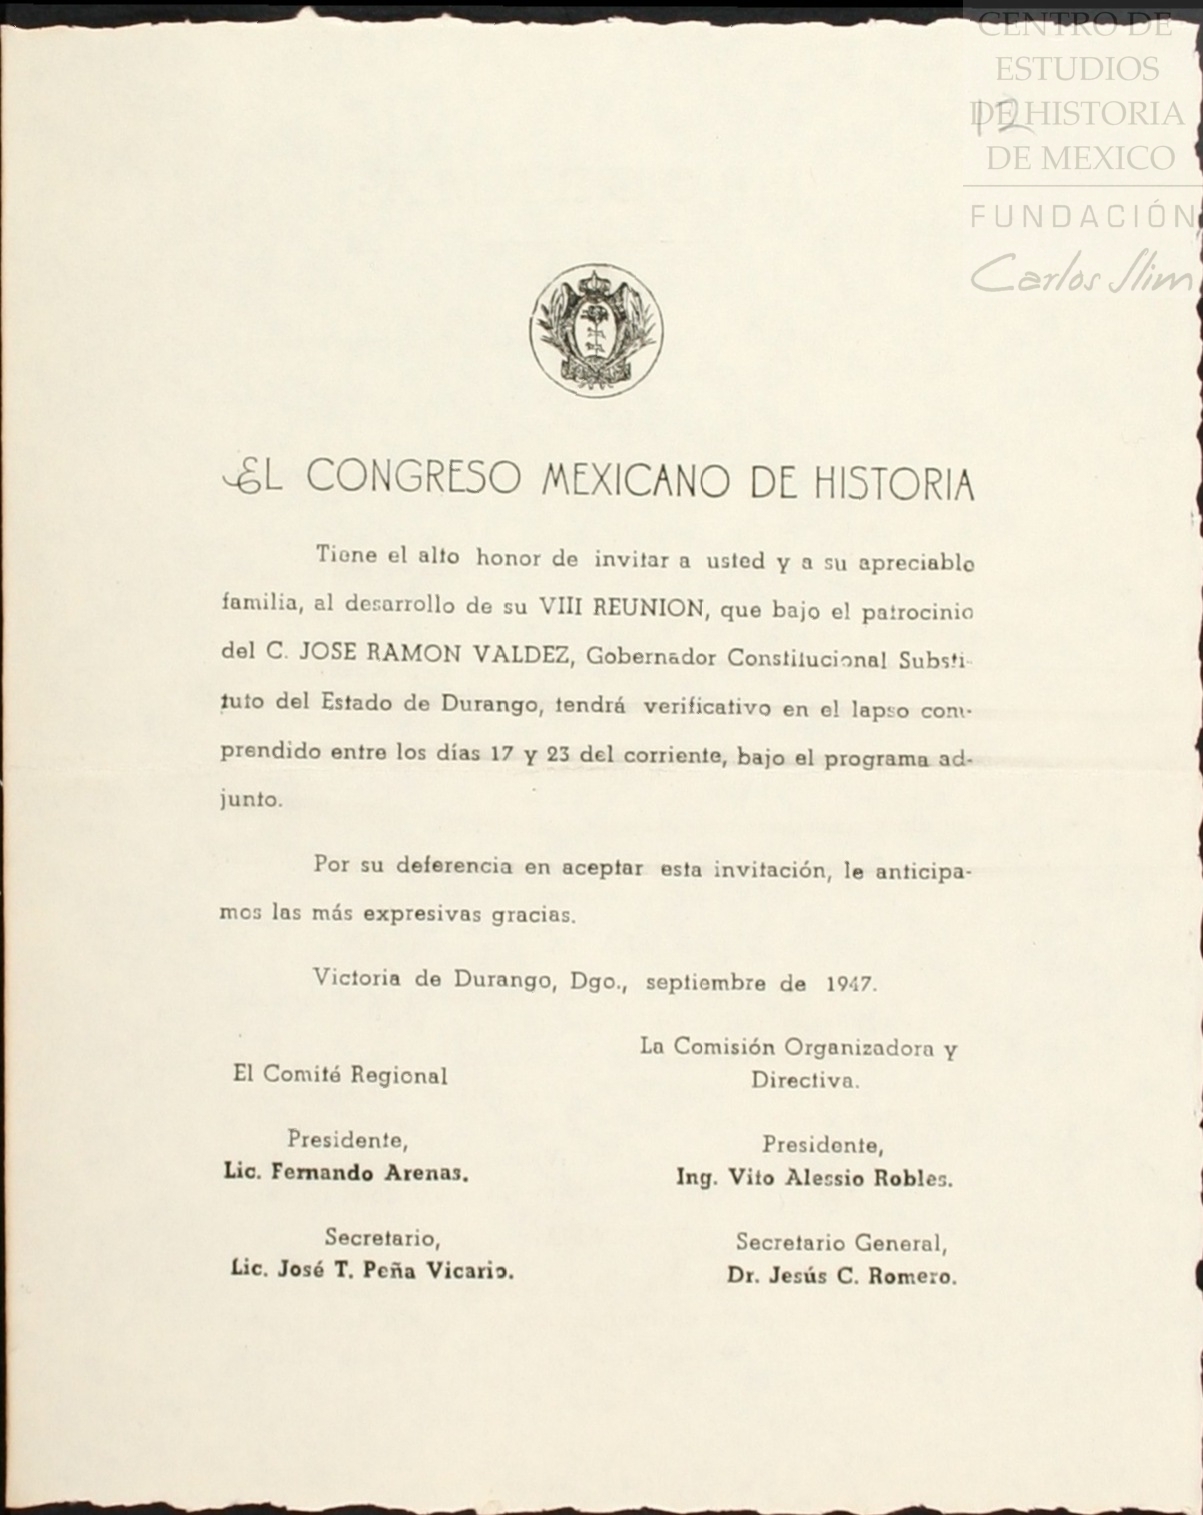 CENTRO DE
ESTUDIOS
DE HISTORIA
DE MEXICO
FUNDACIÓN
Carlos Slim
12
EL CONGRESO MEXICANO DE HISTORIA
Tiene el alto honor de invitar a usted y a su apreciable
familia, al desarrollo de su VIII REUNION, que bajo el patrocinio
del C. JOSE RAMON VALDEZ, Gobernador Constitucional Substi-
tuto del Estado de Durango, tendrá verificativo en el lapso com-
prendido entre los días 17 y 23 del corriente, bajo el programa ad-
junto.
Por su deferencia en aceptar esta invitación, le anticipa-
mos las más expresivas gracias.
Victoria de Durango, Dgo., septiembre de 1947.
El Comité Regional
Presidente,
Lic. Fernando Arenas.
Secretario,
Lic. José T. Peña Vicario.
La Comisión Organizadora y
Directiva.
Presidente,
Ing. Vito Alessio Robles.
Secretario General,
Dr. Jesús C. Romero.